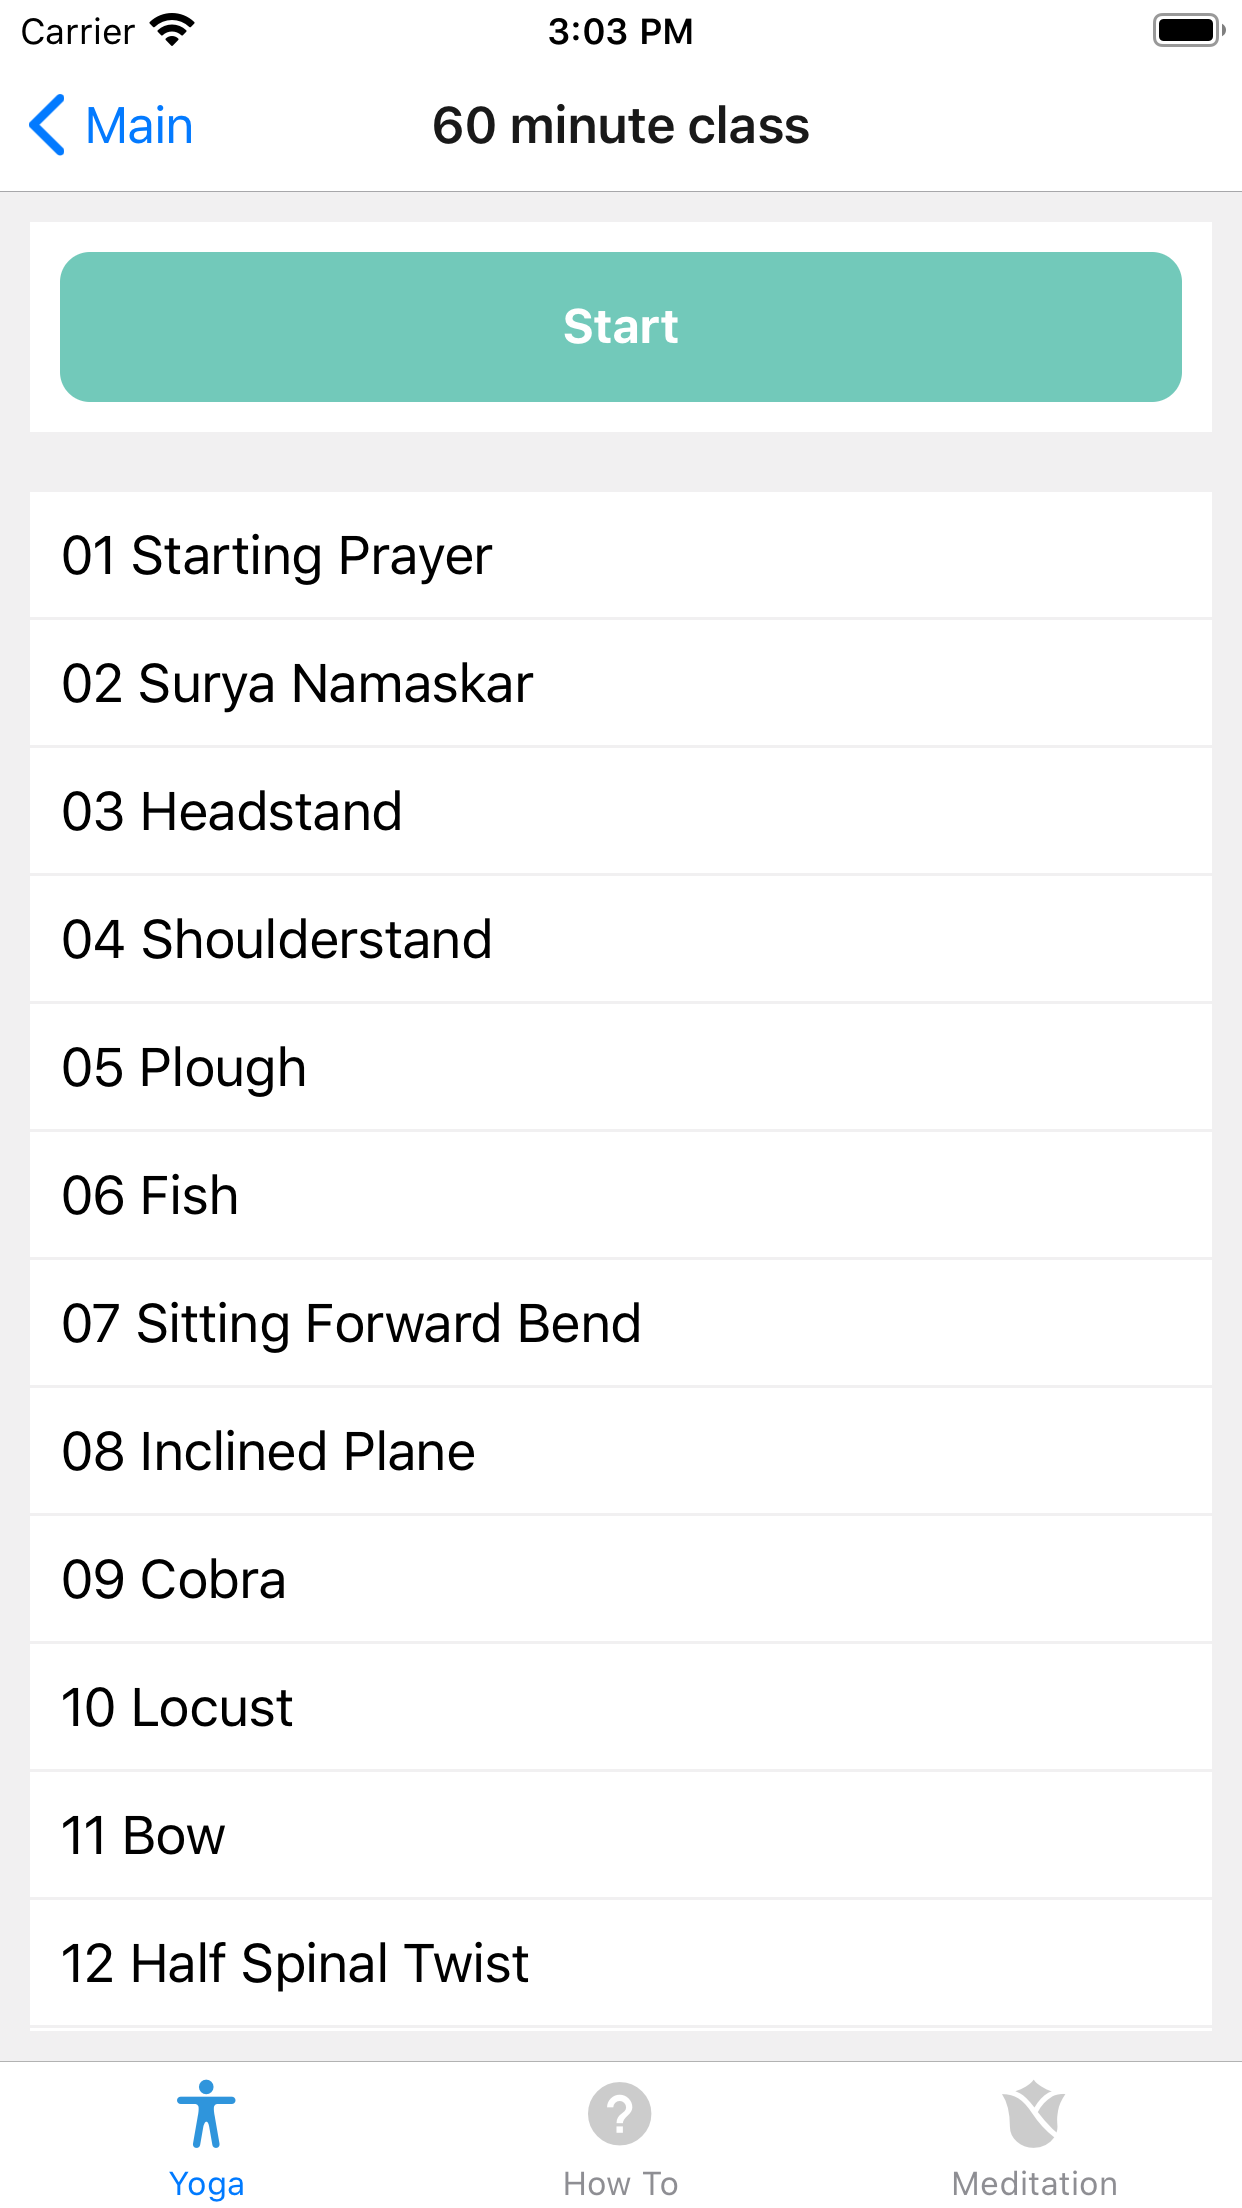 Carrier 3:03 PM
Main 60 minute class
Start
01 Starting Prayer
02 Surya Namaskar
03 Headstand
04 Shoulderstand
05 Plough
06 Fish
07 Sitting Forward Bend
08 Inclined Plane
09 Cobra
10 Locust
11 Bow
12 Half Spinal Twist
? 
Yoga How To Meditation